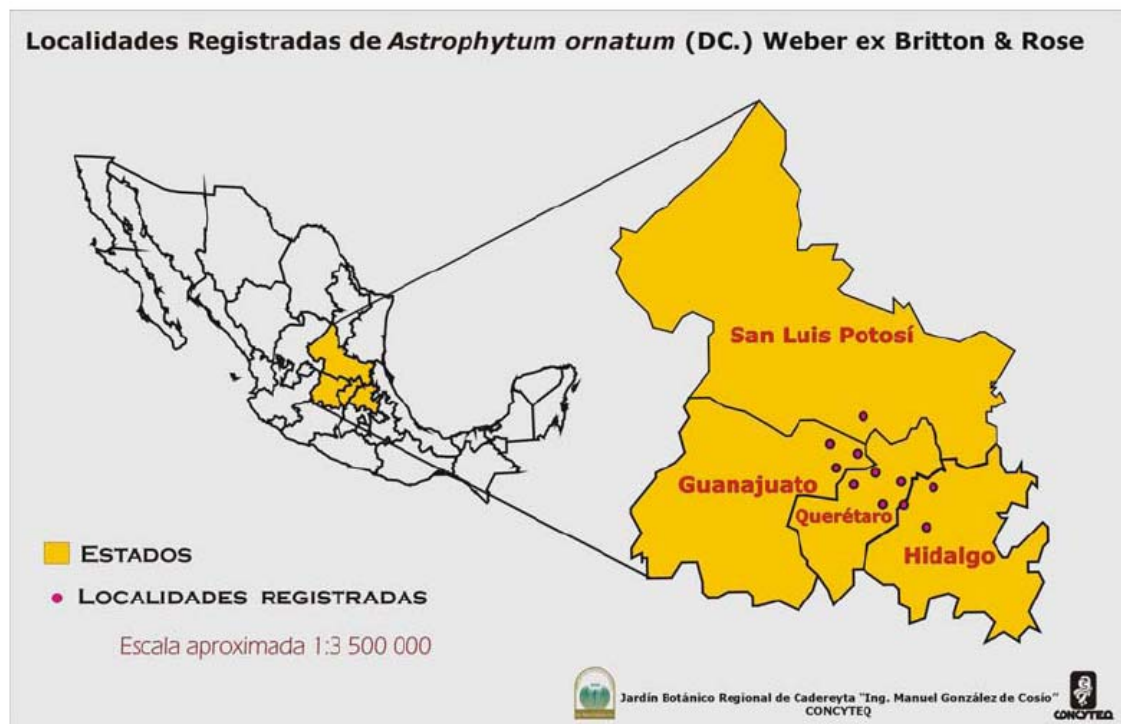 Localidades Registradas de Astrophytum ornatum (DC.) Weber ex Britton & Rose
San Luis Potosí
Guanajuato
Querétaro
Hidalgo
ESTADOS
LOCALIDADES REGISTRADAS
Escala aproximada 1:3 500 000
Jardín Botánico Regional de Cadereyta "Ing. Manuel González de Cosío"
CONCYTEQ
CONCYTEQ